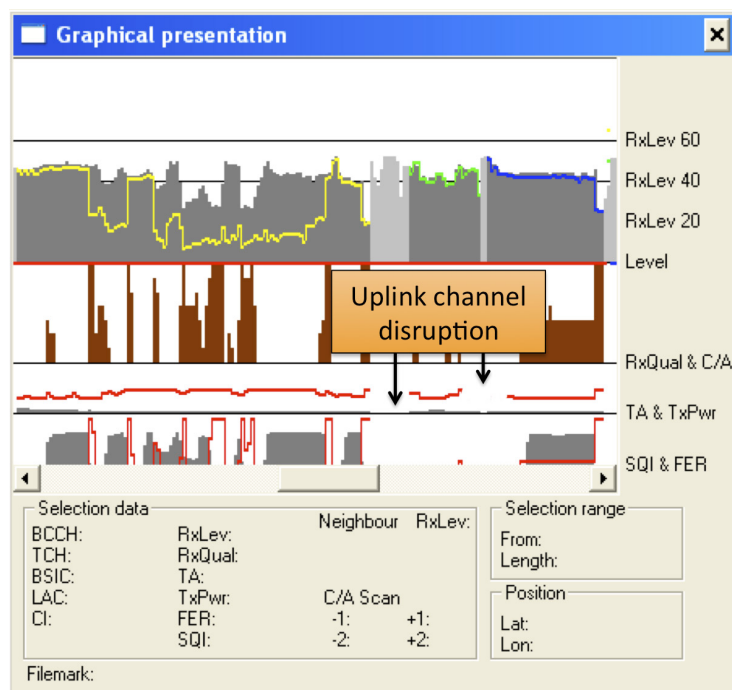 Graphical presentation
RxLev 60
RxLev 40
RxLev 20
Level
Uplink channel
disruption
RxQual & C/A
TA & TxPwr
SQI & FER
Selection data
Neighbour RxLev:
BCCH: RxLev:
TCH: RxQual:
BSIC: TA:
LAC: TxPwr: C/A Scan
CI: FER: -1: +1:
SQI: -2: +2:
Selection range
From:
Length:
Position
Lat:
Lon:
Filemark: